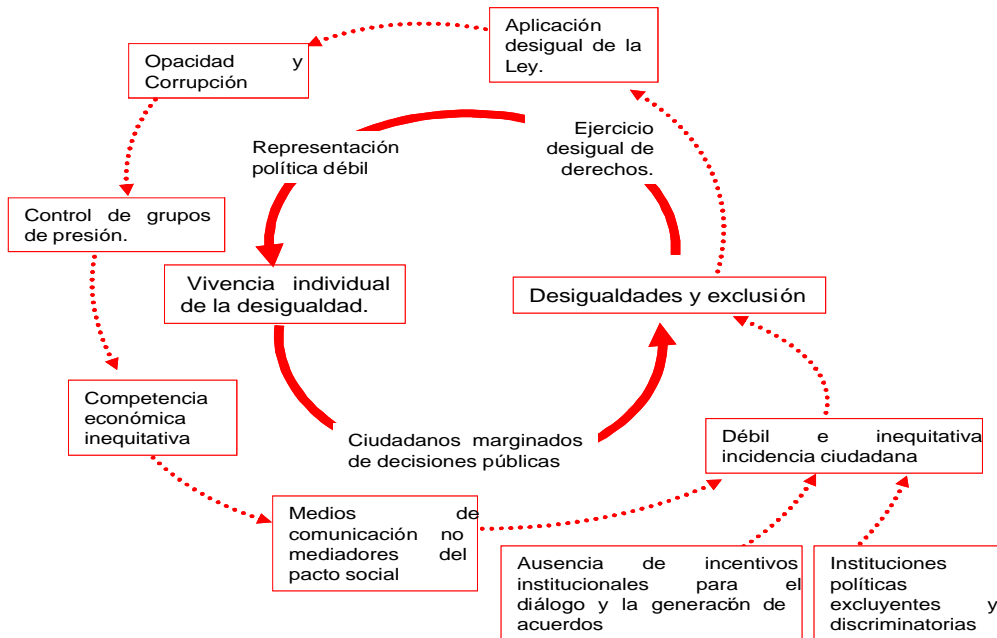 Aplicación
desigual de la
Ley.
Opacidad y
Corrupción
Representación
política débil
Ejercicio
desigual de
derechos.
Control de grupos
de presión.
Vivencia individual
de la desigualdad.
Desigualdades y exclusión
Competencia
económica
inequitativa
Ciudadanos marginados
de decisiones públicas
Débil e inequitativa
incidencia ciudadana
Medios de
comunicación no
mediadores del
pacto social
Ausencia de incentivos
institucionales para el
diálogo y la generación de
acuerdos
Instituciones
políticas
excluyentes y
discriminatorias